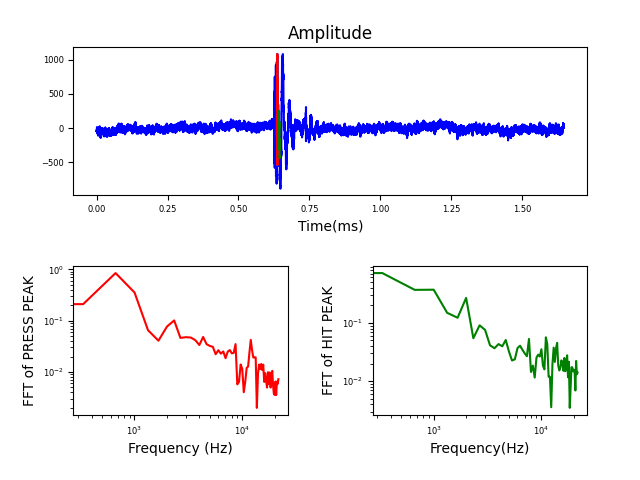 Amplitude
1000
500
0
−500
0.00 0.25 0.50 0.75 1.00 1.25 1.50
Time(ms)
FFT of PRESS PEAK
10⁰
10⁻¹
10⁻²
10³ 10⁴
Frequency (Hz)
FFT of HIT PEAK
10⁻¹
10⁻²
10³ 10⁴
Frequency(Hz)